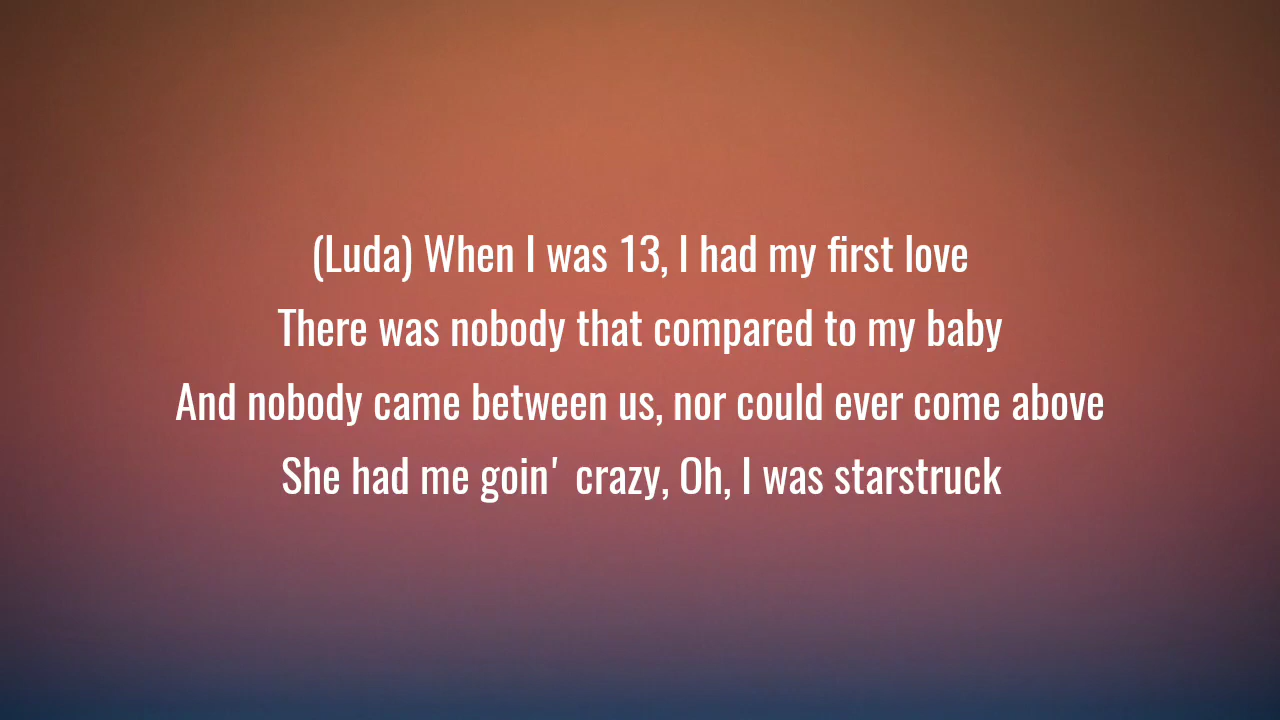 (Luda) When I was 13, I had my first love
There was nobody that compared to my baby
And nobody came between us, nor could ever come above
She had me goin' crazy, Oh, I was starstruck